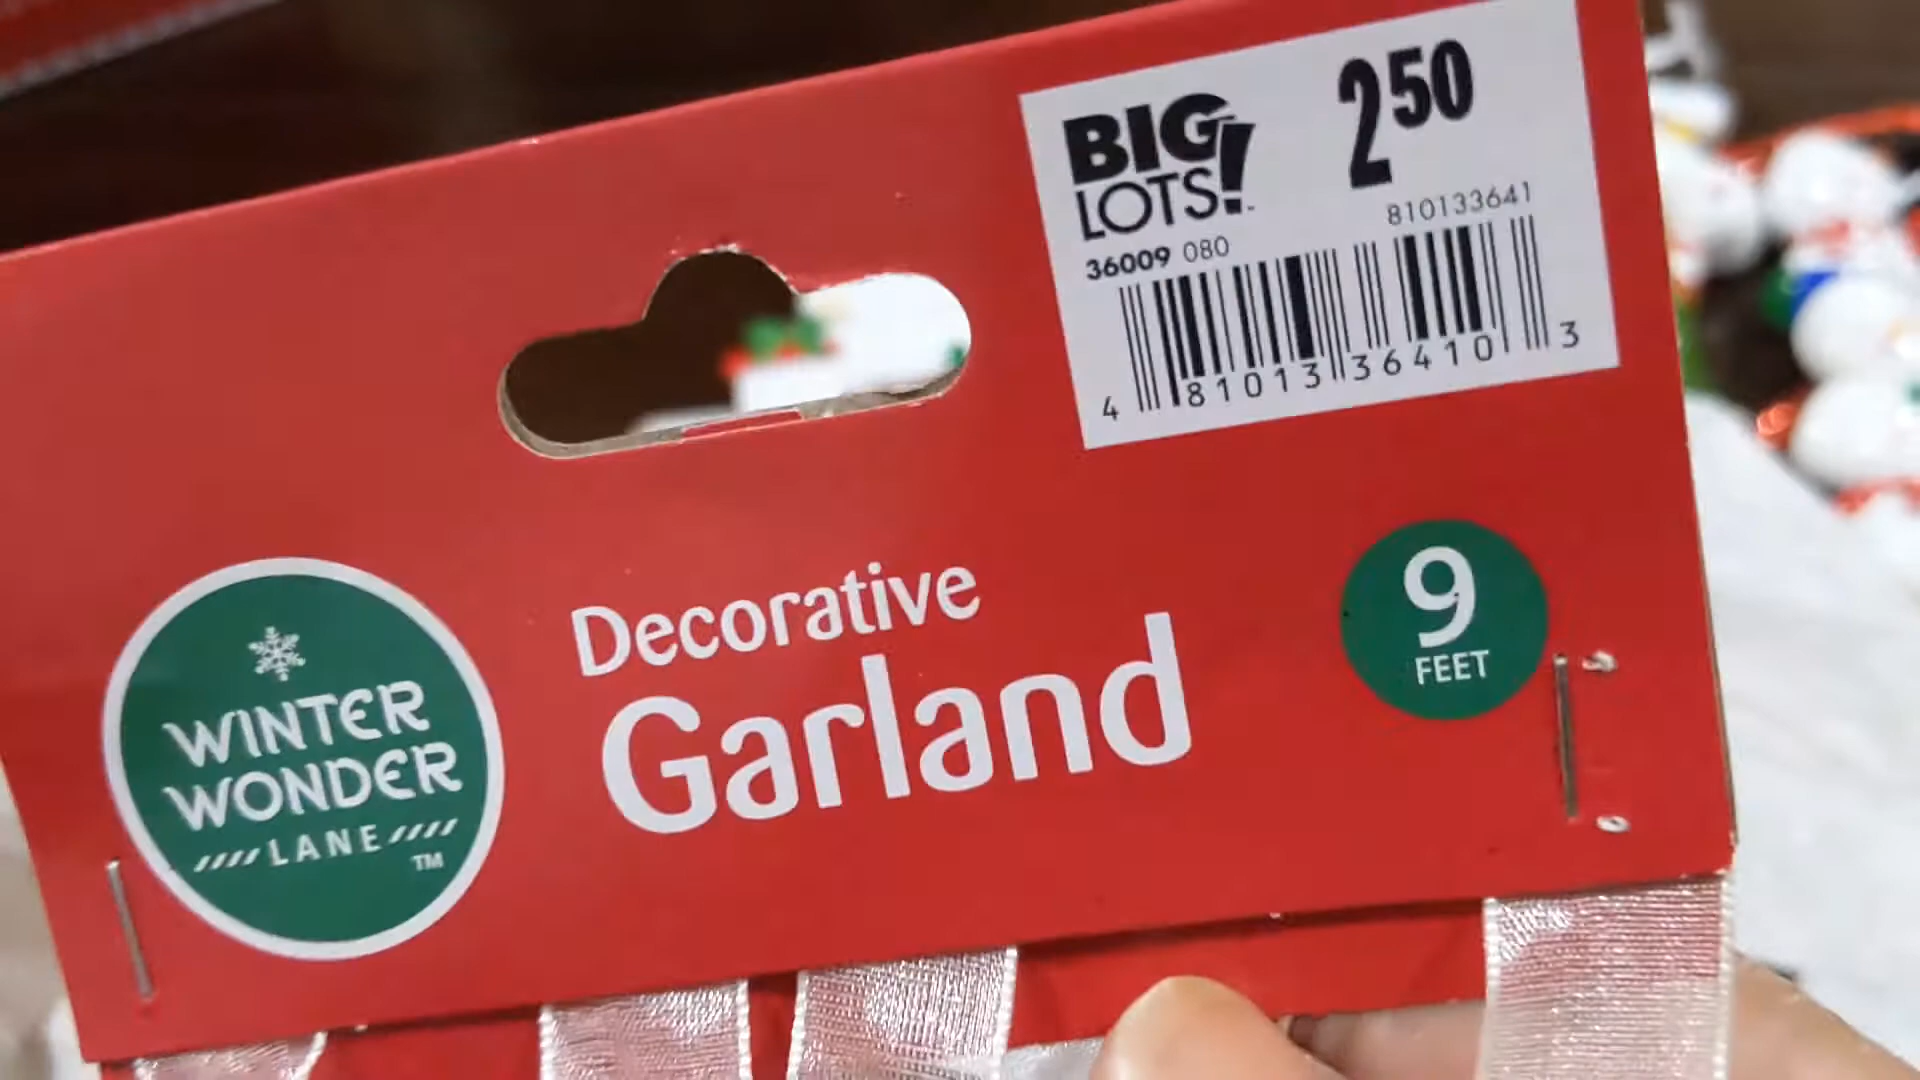 BIG LOTS!
2 50
810133641
36009 080
4 81013 36410 3
Decorative
Garland
9
FEET
WINTER
WONDER
LANE
TM